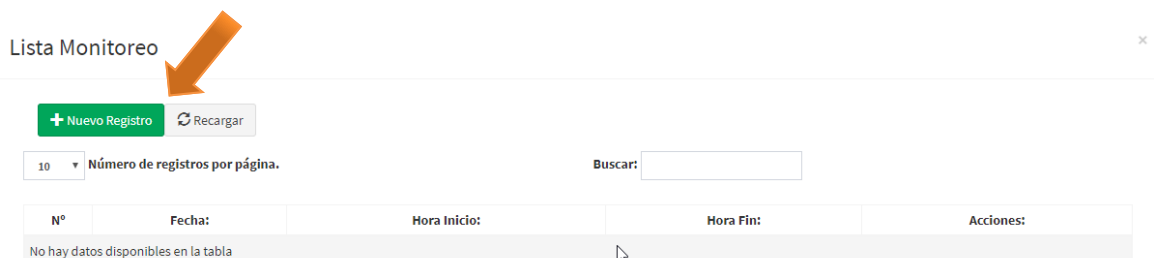 Lista Monitoreo
×
Nuevo Registro Recargar
10 Número de registros por página. Buscar:
Nº Fecha: Hora Inicio: Hora Fin: Acciones:
No hay datos disponibles en la tabla